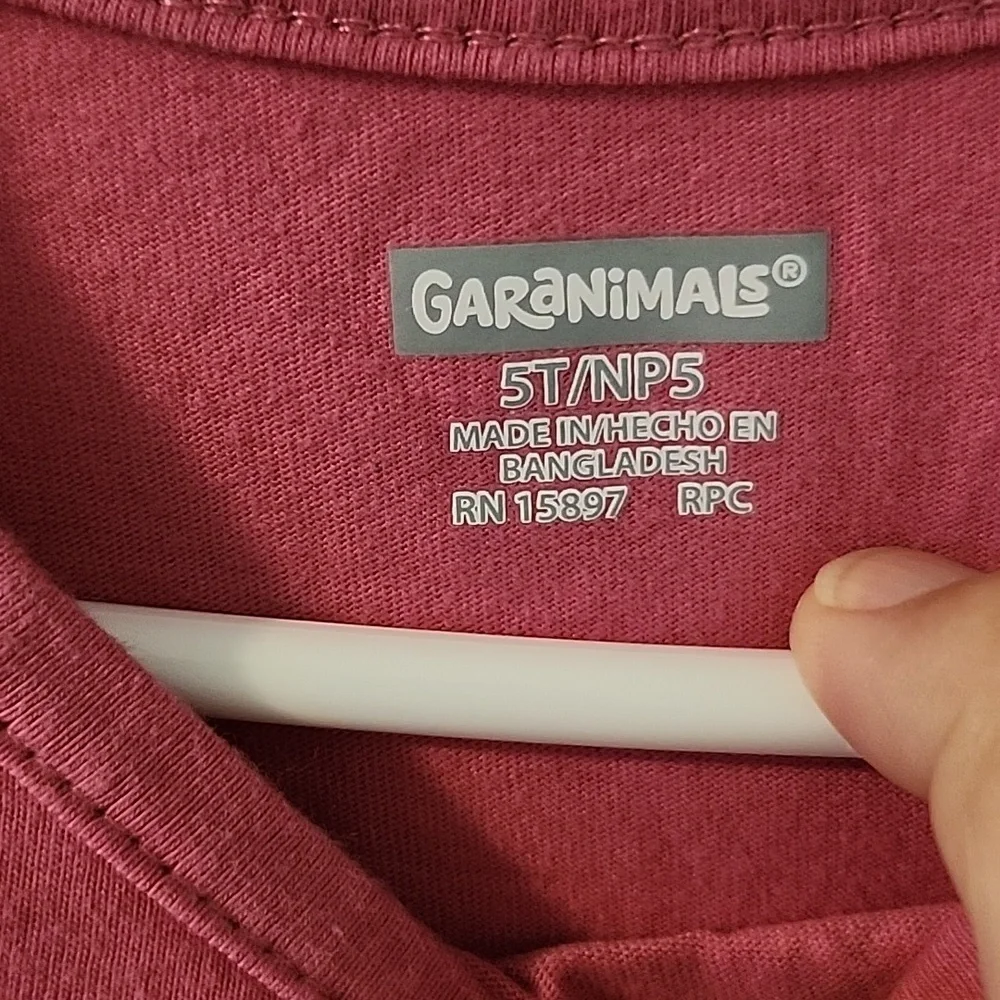 GARANiMALS®
5T/NP5
MADE IN/HECHO EN
BANGLADESH
RN 15897 RPC